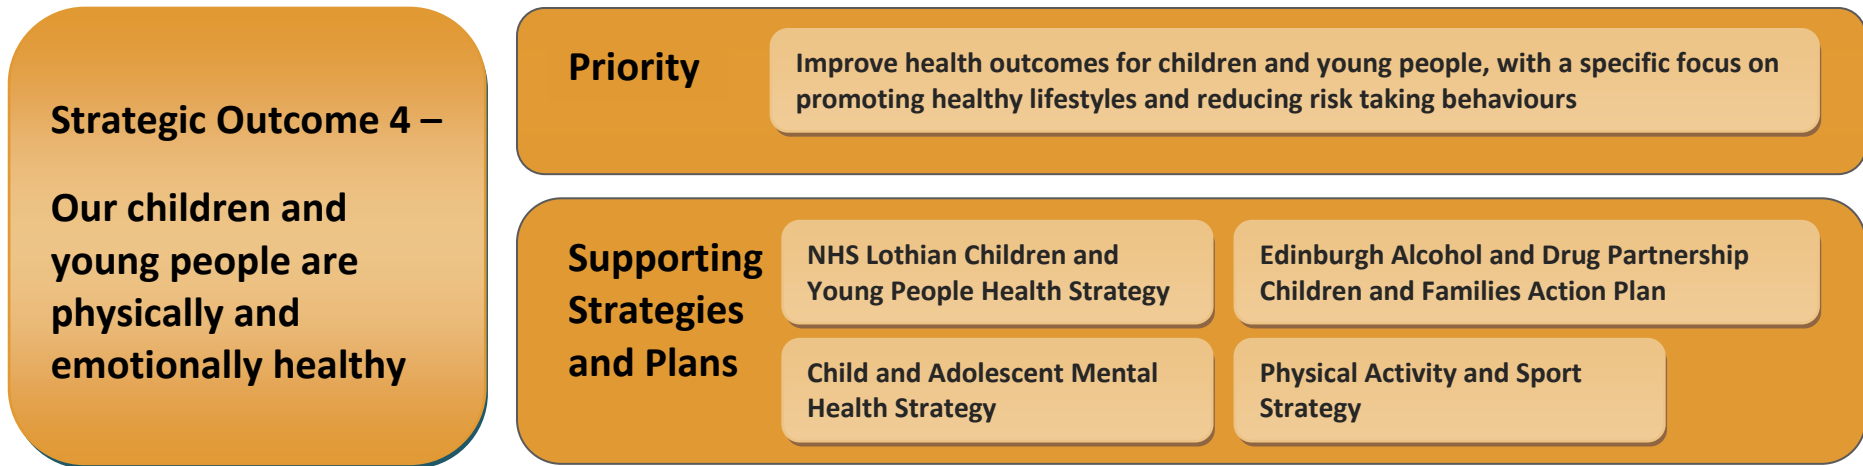 Strategic Outcome 4 –
Our children and
young people are
physically and
emotionally healthy
Priority
Improve health outcomes for children and young people, with a specific focus on
promoting healthy lifestyles and reducing risk taking behaviours
Supporting
Strategies
and Plans
NHS Lothian Children and
Young People Health Strategy
Edinburgh Alcohol and Drug Partnership
Children and Families Action Plan
Child and Adolescent Mental
Health Strategy
Physical Activity and Sport
Strategy